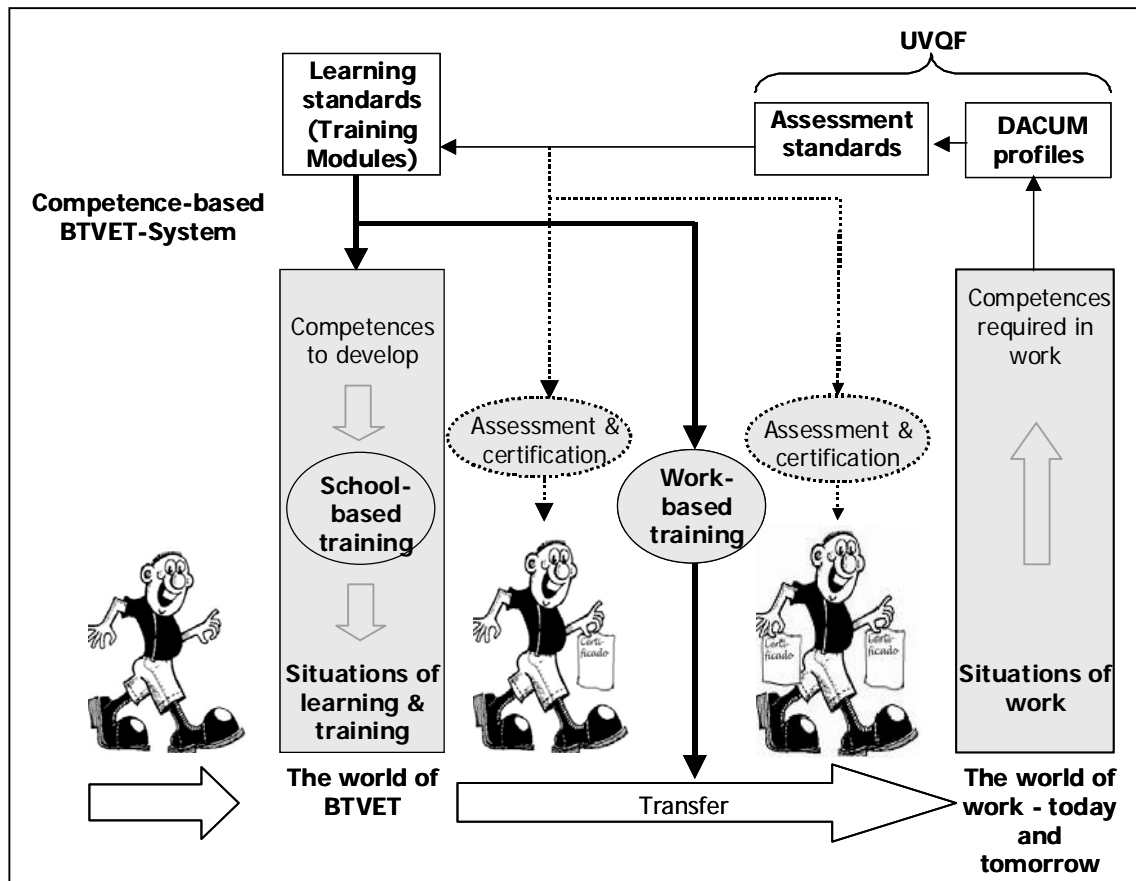 UVQF
Learning
standards
(Training
Modules)
Assessment
standards
DACUM
profiles
Competence-based
BTVET-System
Competences
to develop
Competences
required in
work
Assessment &
certification
Assessment &
certification
School-
based
training
Work-
based
training
Certi-
ficado
Certi-
ficado
Certi-
ficado
Situations of
learning &
training
Situations of
work
The world of
BTVET
Transfer
The world of
work - today
and
tomorrow